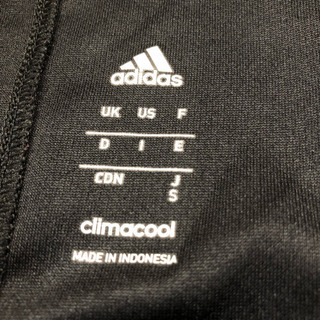 adidas
UK US F
D I E
CDN J
S
climacool
MADE IN INDONESIA